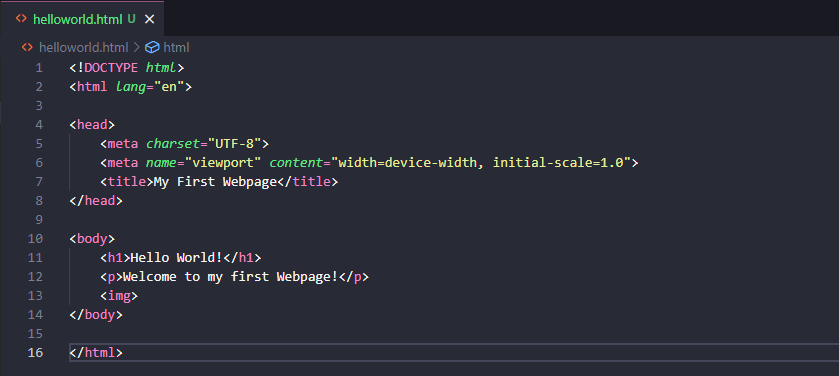 helloworld.html U
helloworld.html > html
1 <!DOCTYPE html>
2 <html lang="en">
3
4 <head>
5     <meta charset="UTF-8">
6     <meta name="viewport" content="width=device-width, initial-scale=1.0">
7     <title>My First Webpage</title>
8 </head>
9
10 <body>
11     <h1>Hello World!</h1>
12     <p>Welcome to my first Webpage!</p>
13     <img>
14 </body>
15
16 </html>